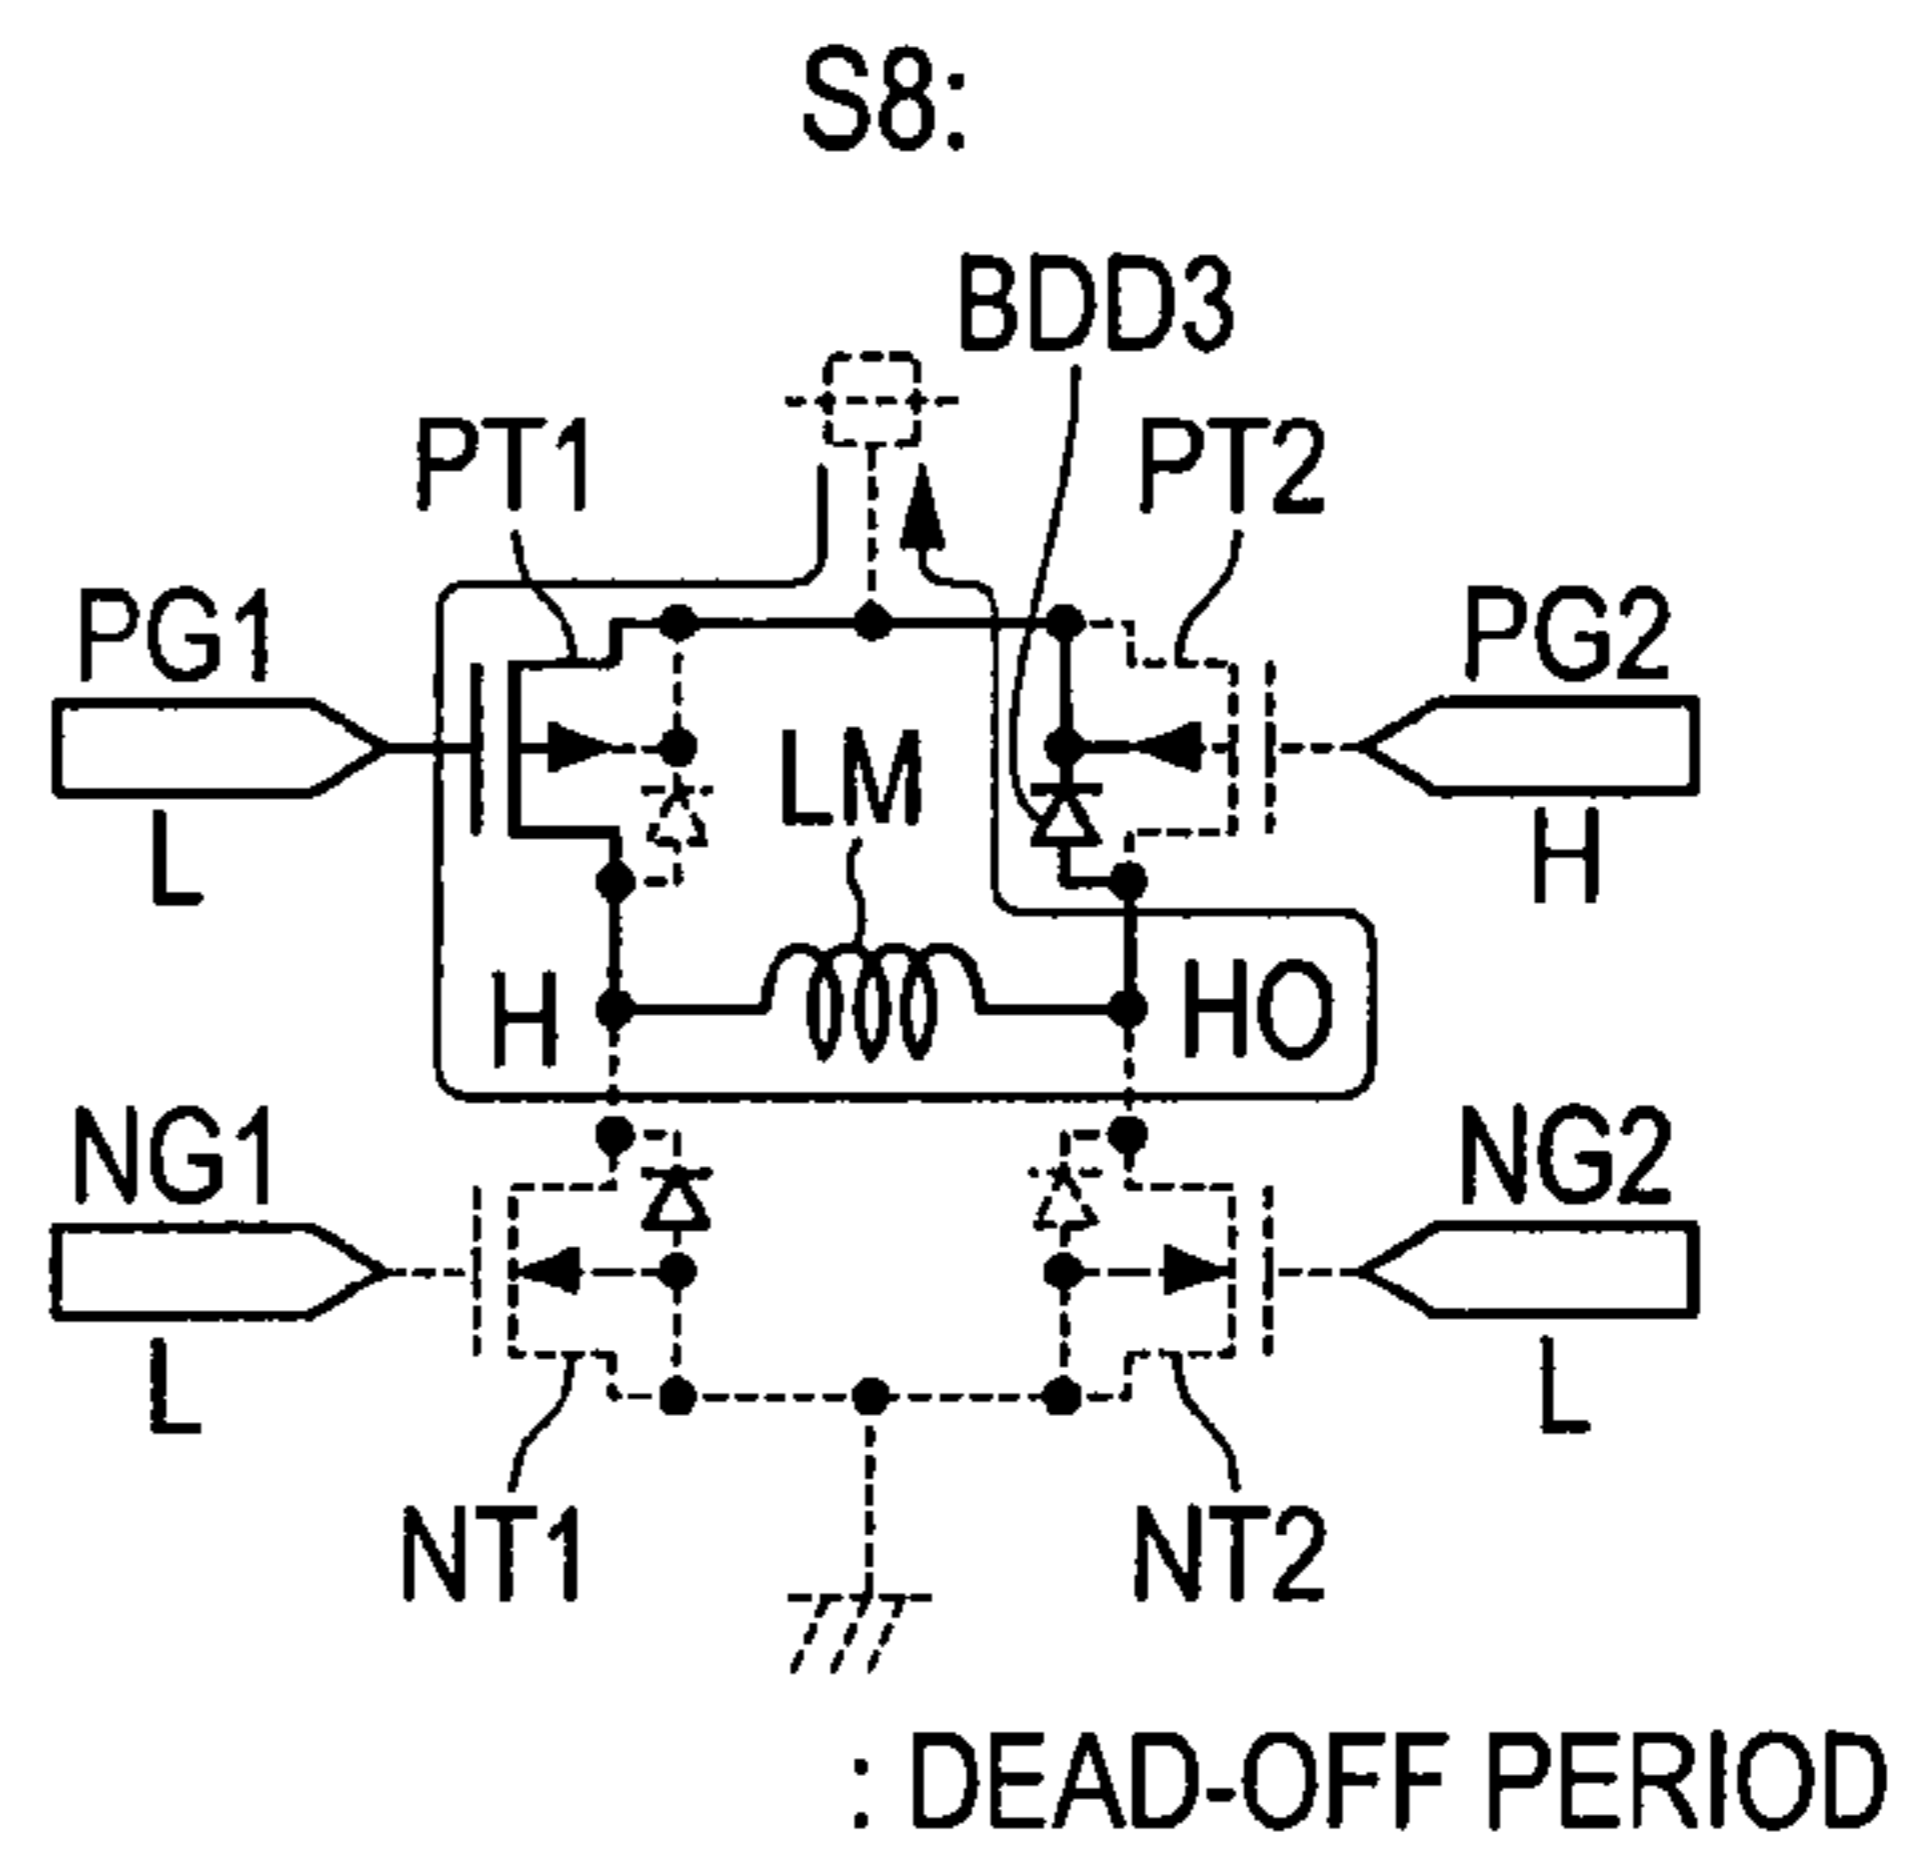 S8:
BDD3
PT1
PT2
PG1
PG2
L
LM
H
H
HO
NG1
NG2
L
L
NT1
NT2
: DEAD-OFF PERIOD